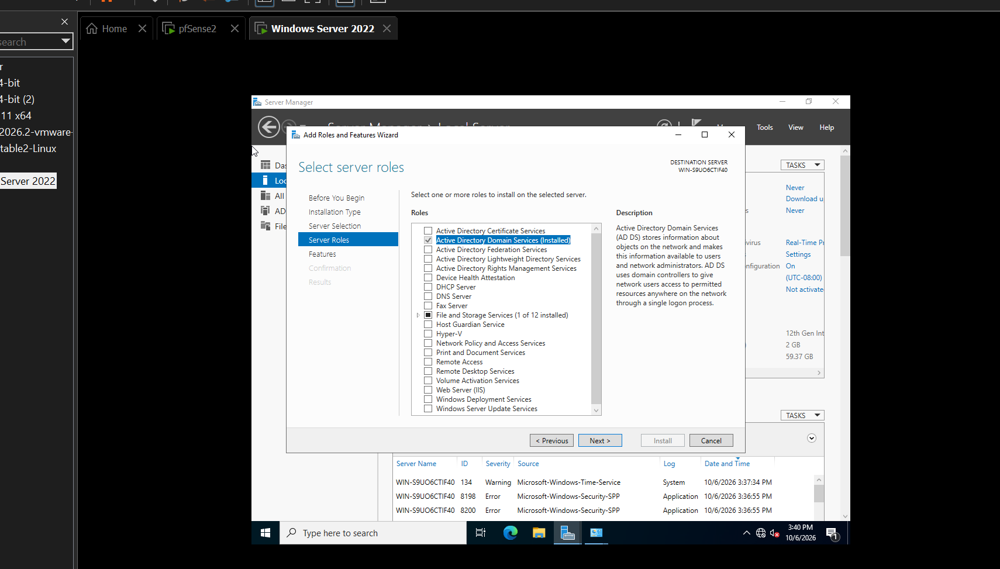 Home
pfSense2
Windows Server 2022
search
r
4-bit
4-bit (2)
11 x64
2026.2-vmware-
table2-Linux
Server 2022
Server Manager
Tools
View
Help
Add Roles and Features Wizard
Select server roles
DESTINATION SERVER
WIN-S9UO6CTIF40
Before You Begin
Installation Type
Server Selection
Server Roles
Features
Confirmation
Results
Select one or more roles to install on the selected server.
Roles
Active Directory Certificate Services
Active Directory Domain Services (Installed)
Active Directory Federation Services
Active Directory Lightweight Directory Services
Active Directory Rights Management Services
Device Health Attestation
DHCP Server
DNS Server
Fax Server
File and Storage Services (1 of 12 installed)
Host Guardian Service
Hyper-V
Network Policy and Access Services
Print and Document Services
Remote Access
Remote Desktop Services
Volume Activation Services
Web Server (IIS)
Windows Deployment Services
Windows Server Update Services
Description
Active Directory Domain Services
(AD DS) stores information about
objects on the network and makes
this information available to users
and network administrators. AD DS
uses domain controllers to give
network users access to permitted
resources anywhere on the network
through a single logon process.
< Previous
Next >
Install
Cancel
Das
Loc
All
AD
File
TASKS
Never
Download u
s Never
ivirus Real-Time Pr
Settings
nfiguration On
(UTC-08:00)
Not activate
12th Gen Int
) 2 GB
59.37 GB
TASKS
Server Name ID Severity Source Log Date and Time
WIN-S9UO6CTIF40 134 Warning Microsoft-Windows-Time-Service System 10/6/2026 3:37:34 PM
WIN-S9UO6CTIF40 8198 Error Microsoft-Windows-Security-SPP Application 10/6/2026 3:36:55 PM
WIN-S9UO6CTIF40 8200 Error Microsoft-Windows-Security-SPP Application 10/6/2026 3:36:55 PM
Type here to search
3:40 PM
10/6/2026
1